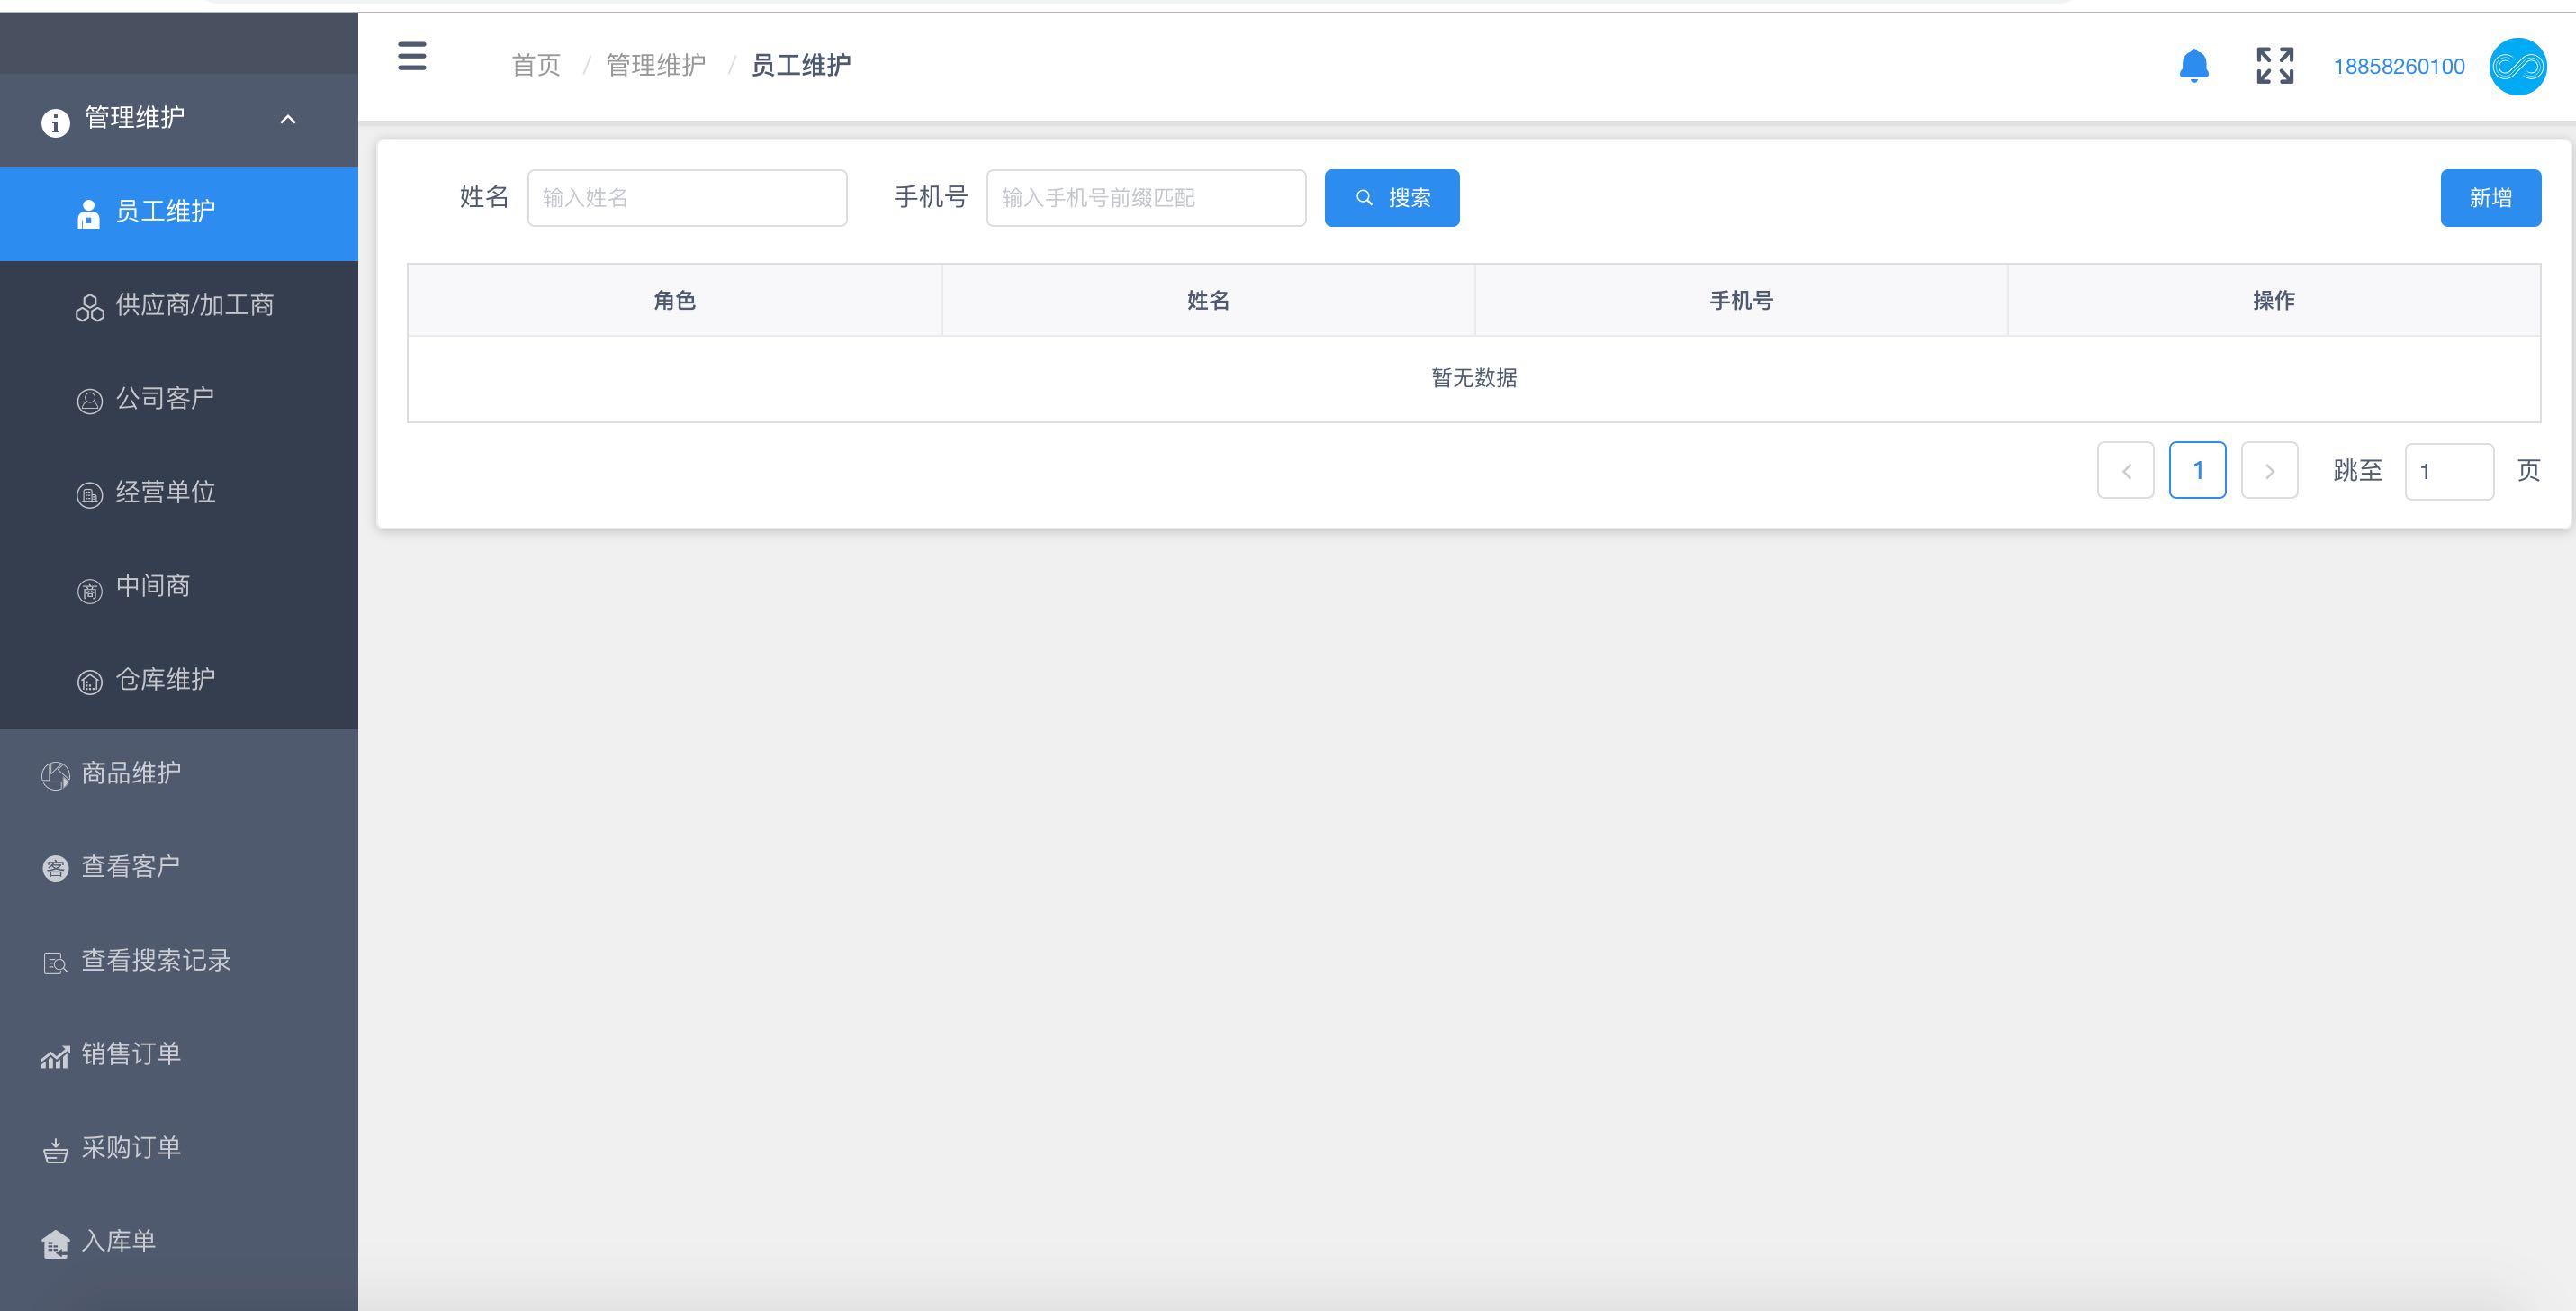 首页 / 管理维护 / 员工维护
18858260100
管理维护
员工维护
供应商/加工商
公司客户
经营单位
商
中间商
仓库维护
商品维护
客
查看客户
查看搜索记录
销售订单
采购订单
入库单
姓名 输入姓名 手机号 输入手机号前缀匹配 搜索 新增
角色 姓名 手机号 操作
暂无数据
1 跳至 1 页